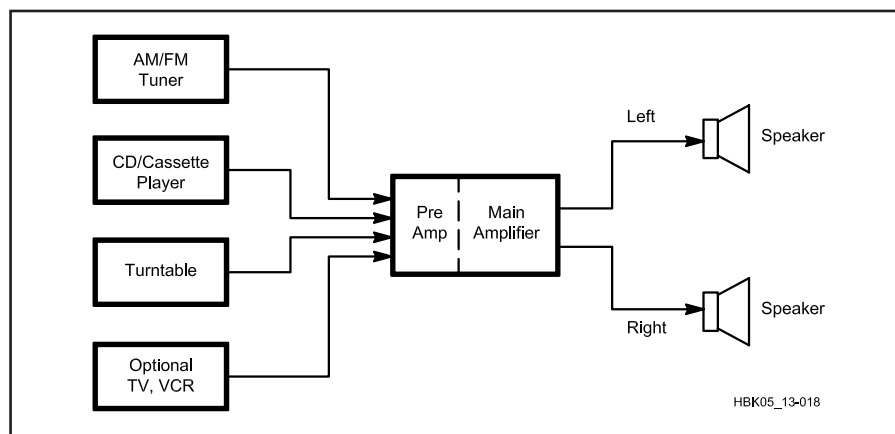 AM/FM
Tuner
CD/Cassette
Player
Turntable
Optional
TV, VCR
Pre
Amp
Main
Amplifier
Left
Speaker
Right
Speaker
HBK05_13-018